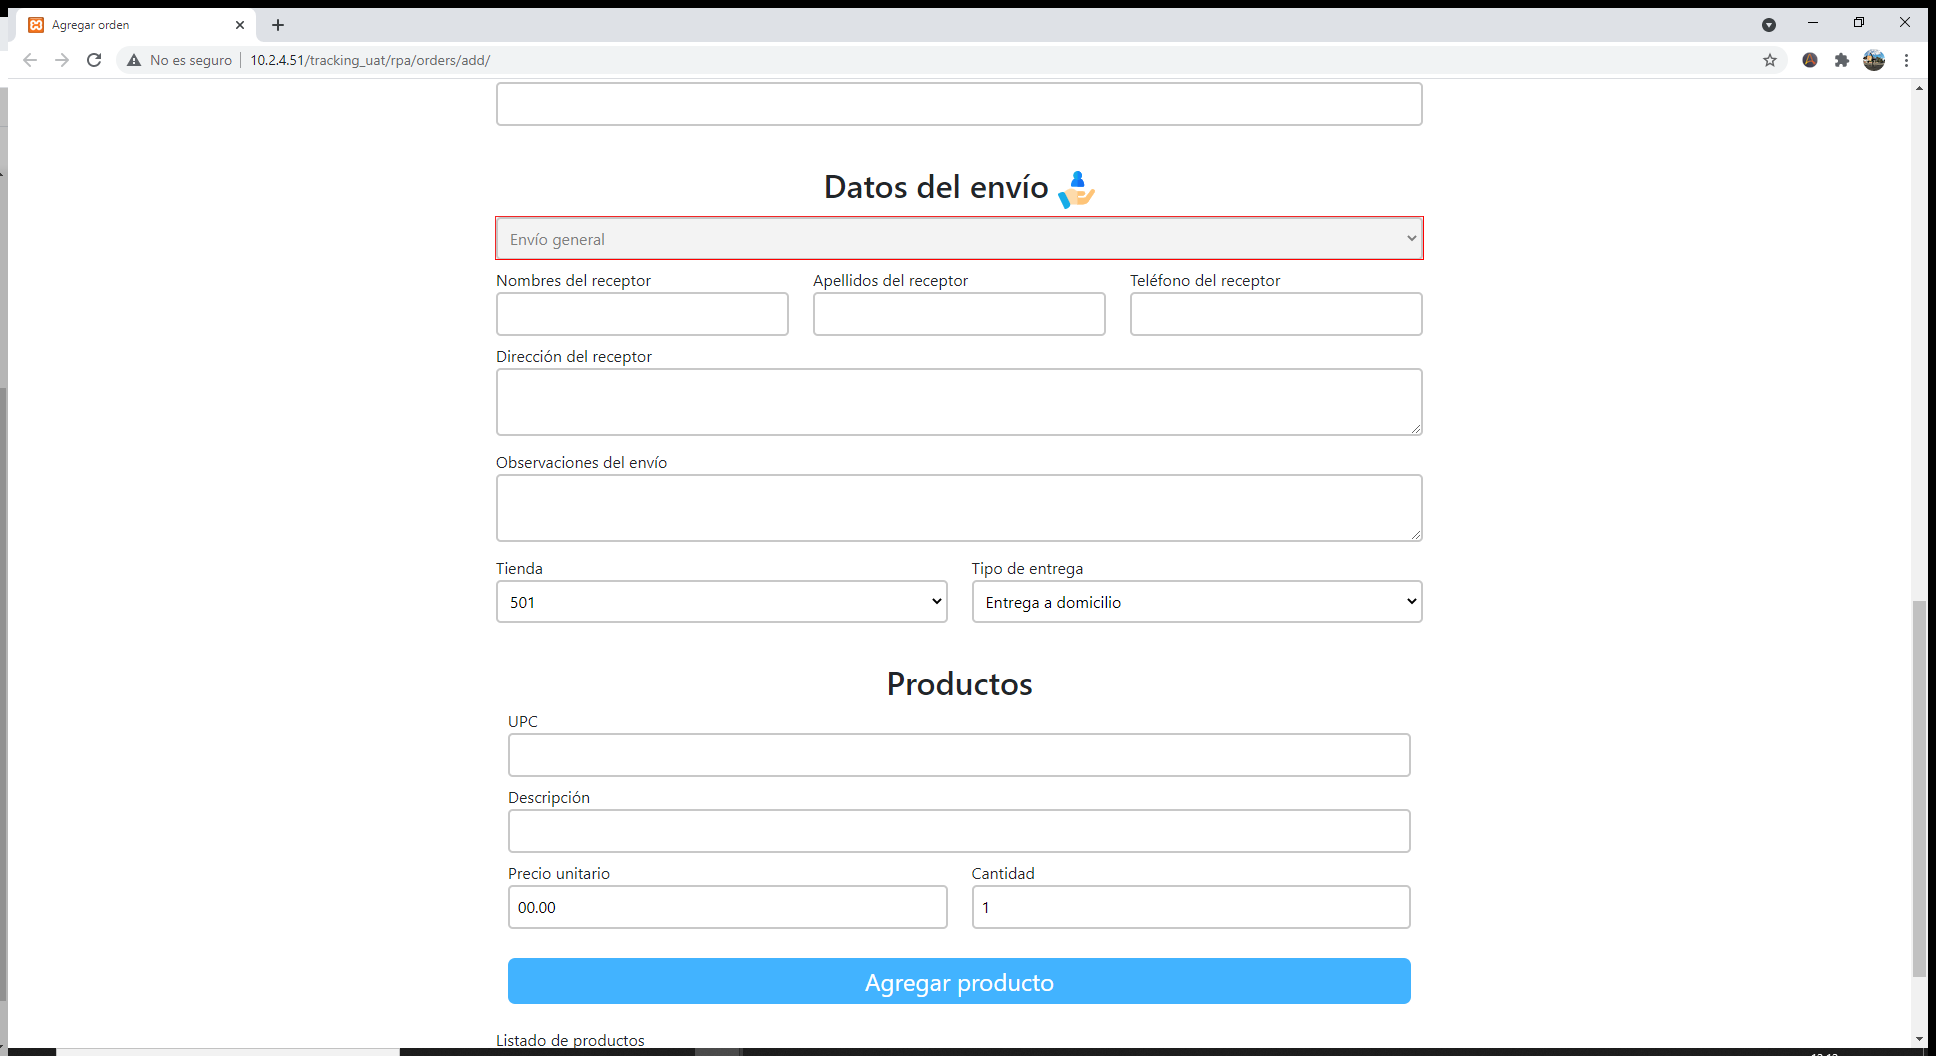 Agregar orden
No es seguro 10.2.4.51/tracking_uat/rpa/orders/add/
Datos del envío
Envío general
Nombres del receptor Apellidos del receptor Teléfono del receptor
Dirección del receptor
Observaciones del envío
Tienda Tipo de entrega
501 Entrega a domicilio
Productos
UPC
Descripción
Precio unitario Cantidad
00.00 1
Agregar producto
Listado de productos